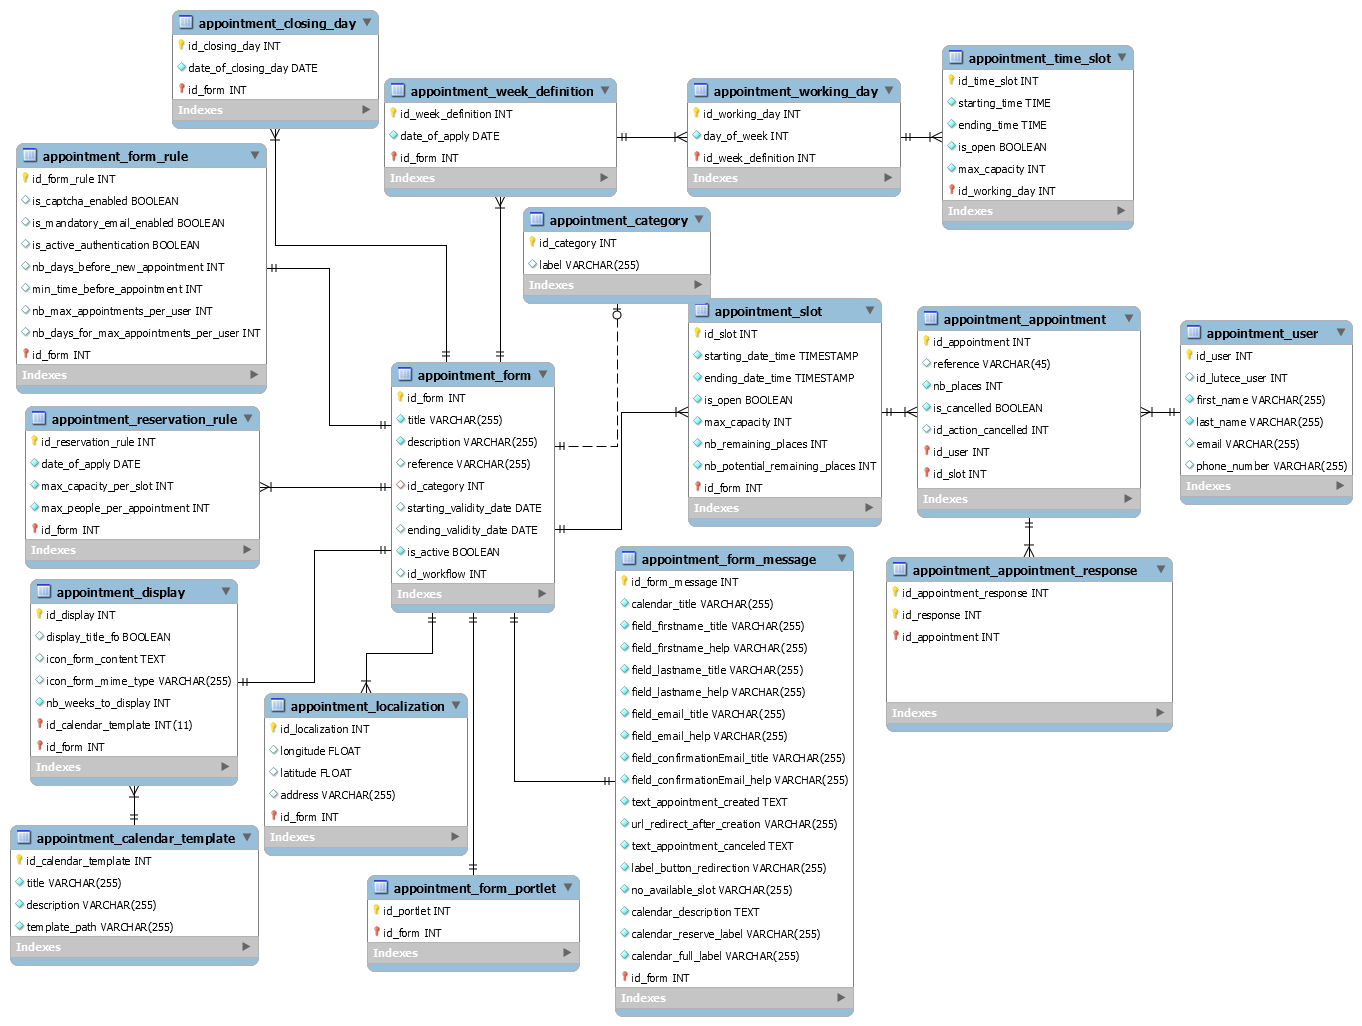 appointment_closing_day
id_closing_day INT
date_of_closing_day DATE
id_form INT
Indexes
appointment_week_definition
id_week_definition INT
date_of_apply DATE
id_form INT
Indexes
appointment_working_day
id_working_day INT
day_of_week INT
id_week_definition INT
Indexes
appointment_time_slot
id_time_slot INT
starting_time TIME
ending_time TIME
is_open BOOLEAN
max_capacity INT
id_working_day INT
Indexes
appointment_form_rule
id_form_rule INT
is_captcha_enabled BOOLEAN
is_mandatory_email_enabled BOOLEAN
is_active_authentication BOOLEAN
nb_days_before_new_appointment INT
min_time_before_appointment INT
nb_max_appointments_per_user INT
nb_days_for_max_appointments_per_user INT
id_form INT
Indexes
appointment_category
id_category INT
label VARCHAR(255)
Indexes
appointment_slot
id_slot INT
starting_date_time TIMESTAMP
ending_date_time TIMESTAMP
is_open BOOLEAN
max_capacity INT
nb_remaining_places INT
nb_potential_remaining_places INT
id_form INT
Indexes
appointment_appointment
id_appointment INT
reference VARCHAR(45)
nb_places INT
is_cancelled BOOLEAN
id_action_cancelled INT
id_user INT
id_slot INT
Indexes
appointment_user
id_user INT
id_lutece_user INT
first_name VARCHAR(255)
last_name VARCHAR(255)
email VARCHAR(255)
phone_number VARCHAR(255)
Indexes
appointment_form
id_form INT
title VARCHAR(255)
description VARCHAR(255)
reference VARCHAR(255)
id_category INT
starting_validity_date DATE
ending_validity_date DATE
is_active BOOLEAN
id_workflow INT
Indexes
appointment_reservation_rule
id_reservation_rule INT
date_of_apply DATE
max_capacity_per_slot INT
max_people_per_appointment INT
id_form INT
Indexes
appointment_display
id_display INT
display_title_fo BOOLEAN
icon_form_content TEXT
icon_form_mime_type VARCHAR(255)
nb_weeks_to_display INT
id_calendar_template INT(11)
id_form INT
Indexes
appointment_form_message
id_form_message INT
calendar_title VARCHAR(255)
field_firstname_title VARCHAR(255)
field_firstname_help VARCHAR(255)
field_lastname_title VARCHAR(255)
field_lastname_help VARCHAR(255)
field_email_title VARCHAR(255)
field_email_help VARCHAR(255)
field_confirmationEmail_title VARCHAR(255)
field_confirmationEmail_help VARCHAR(255)
text_appointment_created TEXT
url_redirect_after_creation VARCHAR(255)
text_appointment_canceled TEXT
label_button_redirection VARCHAR(255)
no_available_slot VARCHAR(255)
calendar_description TEXT
calendar_reserve_label VARCHAR(255)
calendar_full_label VARCHAR(255)
id_form INT
Indexes
appointment_appointment_response
id_appointment_response INT
id_response INT
id_appointment INT
Indexes
appointment_localization
id_localization INT
longitude FLOAT
latitude FLOAT
address VARCHAR(255)
id_form INT
Indexes
appointment_calendar_template
id_calendar_template INT
title VARCHAR(255)
description VARCHAR(255)
template_path VARCHAR(255)
Indexes
appointment_form_portlet
id_portlet INT
id_form INT
Indexes